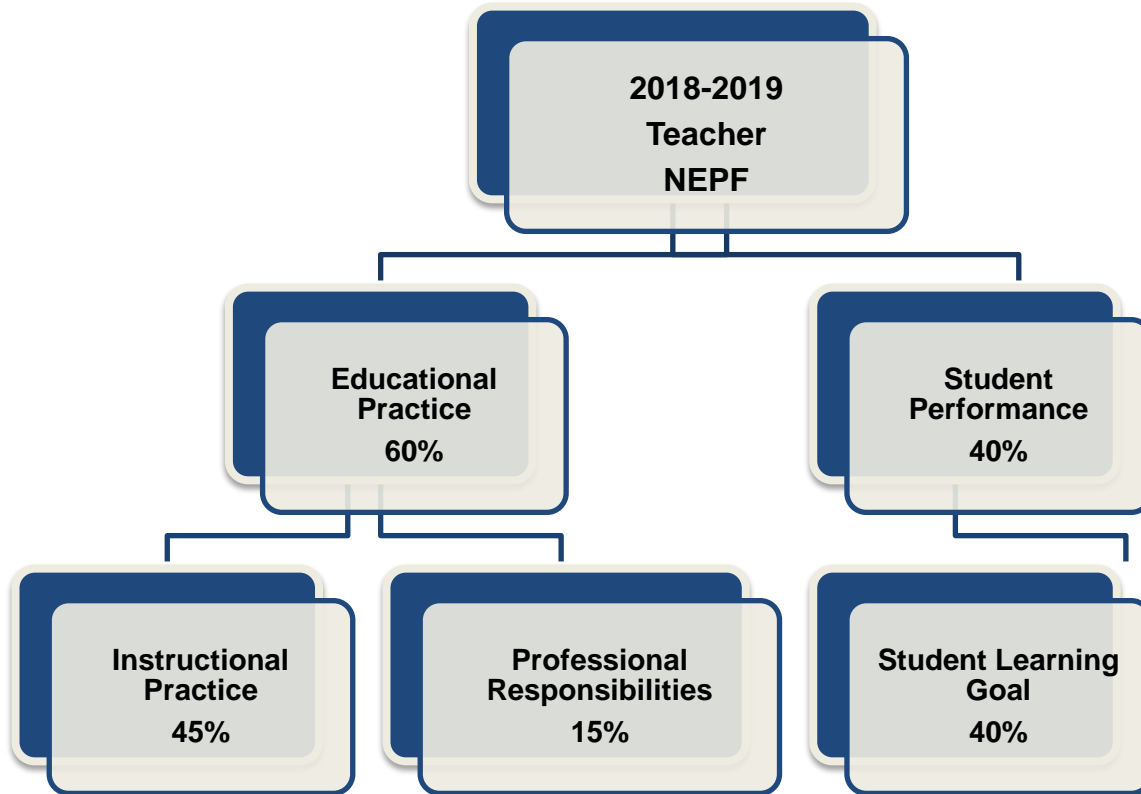 2018-2019
Teacher
NEPF
Educational
Practice
60%
Student
Performance
40%
Instructional
Practice
45%
Professional
Responsibilities
15%
Student Learning
Goal
40%